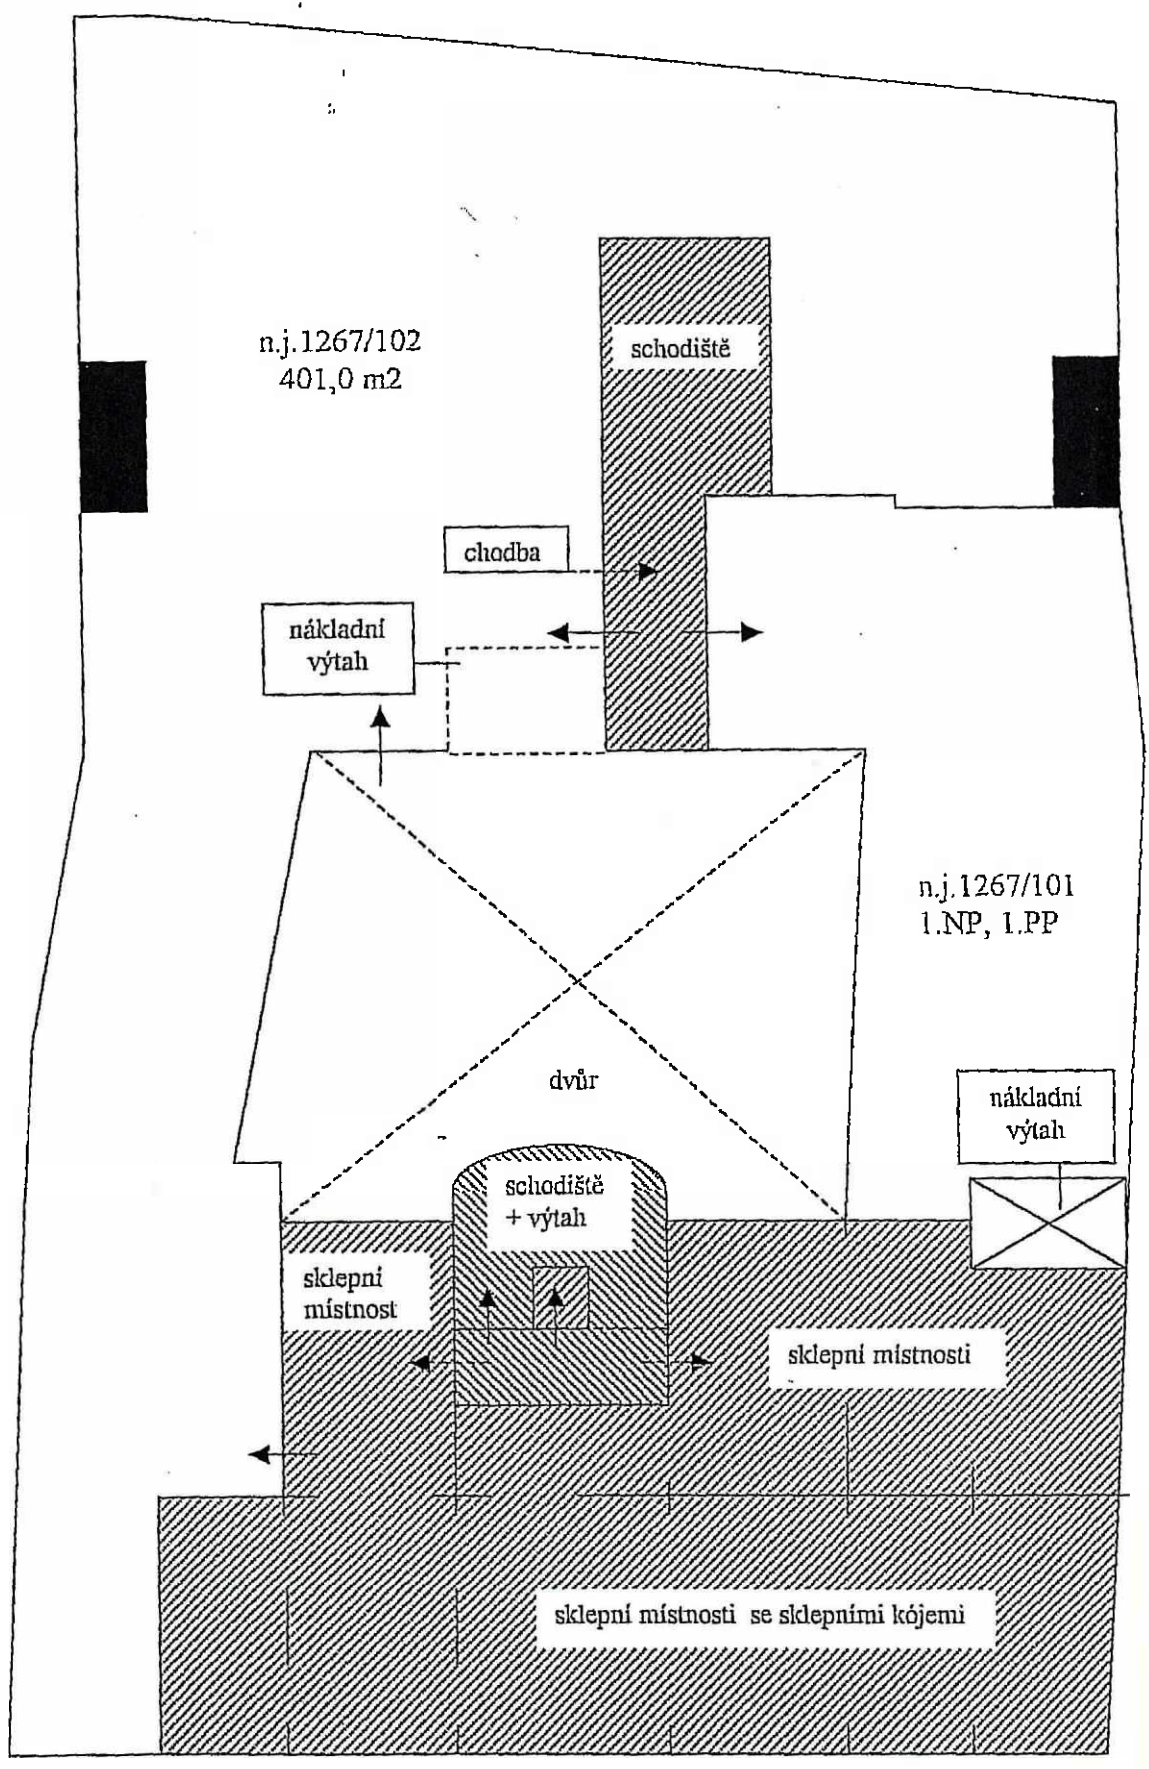 schodiště
n.j.1267/102
401,0 m2
chodba
nákladní
výtah
n.j.1267/101
1.NP, 1.PP
dvůr
nákladní
výtah
schodiště
+ výtah
sklepní
místnost
sklepní místnosti
sklepní místnosti se sklepními kójemi